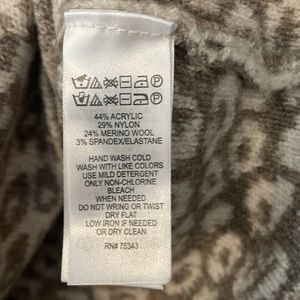 44% ACRYLIC
29% NYLON
24% MERINO WOOL
3% SPANDEX/ELASTANE
HAND WASH COLD
WASH WITH LIKE COLORS
USE MILD DETERGENT
ONLY NON-CHLORINE
BLEACH
WHEN NEEDED
DO NOT WRING OR TWIST
DRY FLAT
LOW IRON IF NEEDED
OR DRY CLEAN
RN# 75343